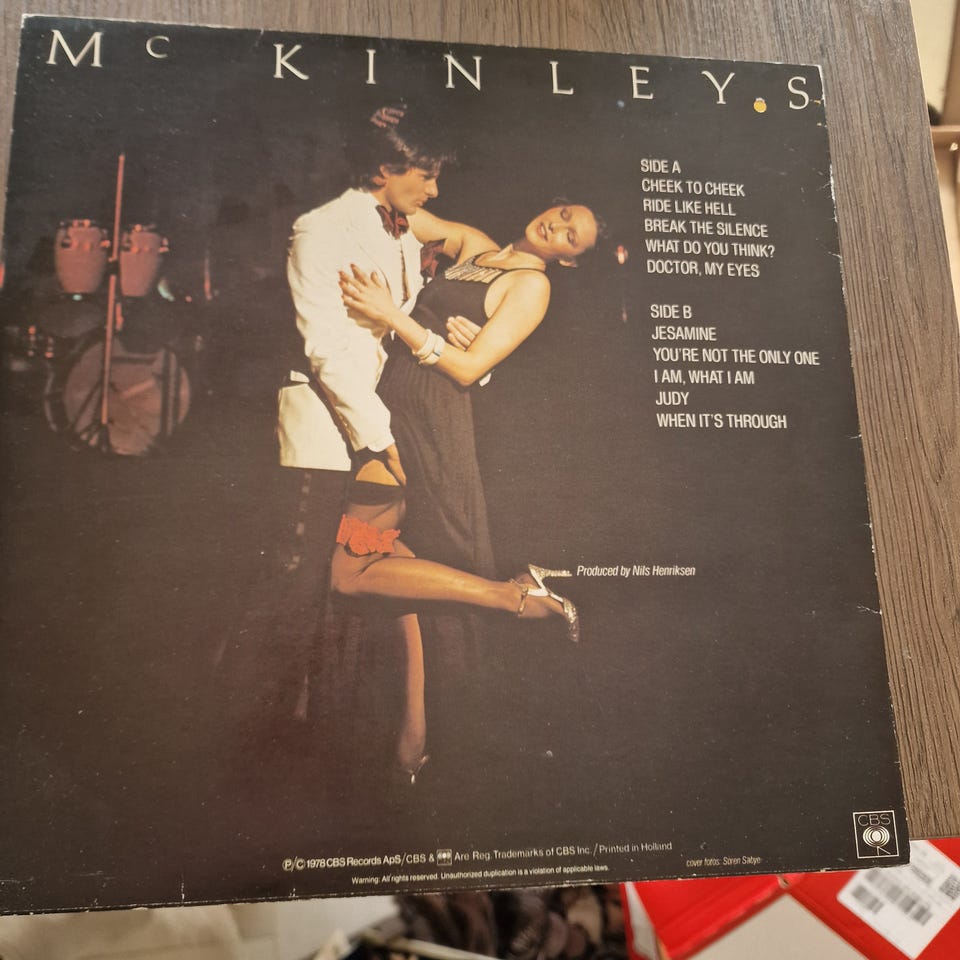 Mc KINLEYS
SIDE A
CHEEK TO CHEEK
RIDE LIKE HELL
BREAK THE SILENCE
WHAT DO YOU THINK?
DOCTOR, MY EYES
SIDE B
JESAMINE
YOU'RE NOT THE ONLY ONE
I AM, WHAT I AM
JUDY
WHEN IT'S THROUGH
Produced by Nils Henriksen
Ⓟ/C 1978 CBS Records ApS/CBS & Are Reg. Trademarks of CBS Inc./Printed in Holland
Warning: All rights reserved. Unauthorized duplication is a violation of applicable laws.
cover fotos: Sören Sabye
CBS